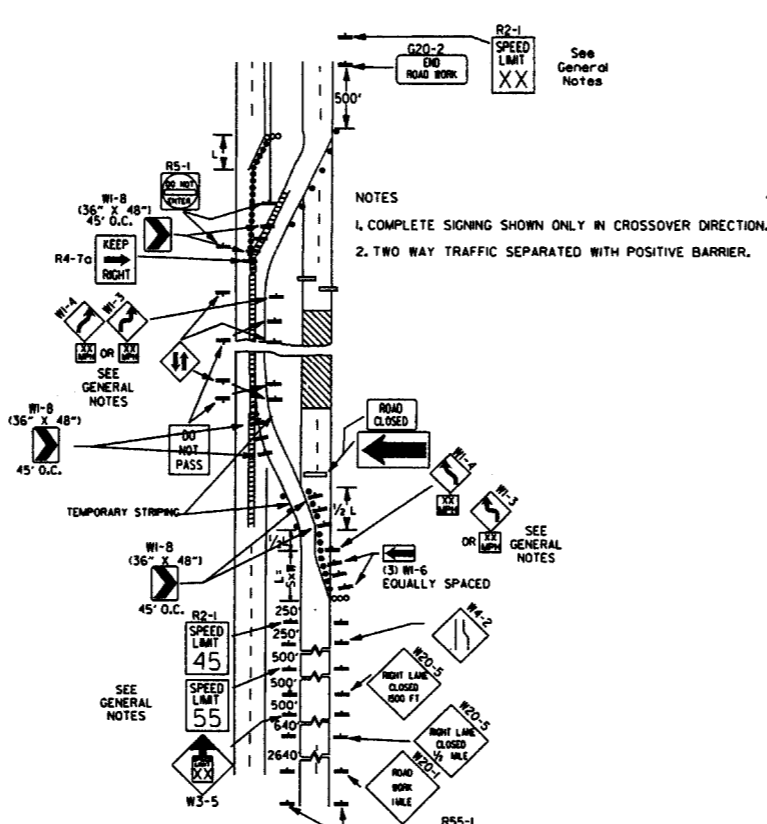 R2-1
SPEED
LIMIT
XX
See
General
Notes
G20-2
END
ROAD WORK
500'
L
R5-1
DO NOT
ENTER
W1-8
(36" X 48")
45' O.C.
R4-7a
KEEP
RIGHT
NOTES
1. COMPLETE SIGNING SHOWN ONLY IN CROSSOVER DIRECTION.
2. TWO WAY TRAFFIC SEPARATED WITH POSITIVE BARRIER.
W1-4
W1-3
XX
MPH
OR
XX
MPH
SEE
GENERAL
NOTES
W1-8
(36" X 48")
45' O.C.
DO
NOT
PASS
ROAD
CLOSED
W1-4
XX
MPH
W1-3
OR
XX
MPH
SEE
GENERAL
NOTES
TEMPORARY STRIPING
½ L
½L
L=
SXW
W1-8
(36" X 48")
45' O.C.
(3) W1-6
EQUALLY SPACED
R2-1
SPEED
LIMIT
45
250'
250'
500'
500'
500'
640'
2640'
W4-2
SEE
GENERAL
NOTES
SPEED
LIMIT
55
W20-5
RIGHT LANE
CLOSED
1500 FT
W20-5
RIGHT LANE
CLOSED
½ MILE
XX
W3-5
W20-1
ROAD
WORK
1 MILE
R55-1